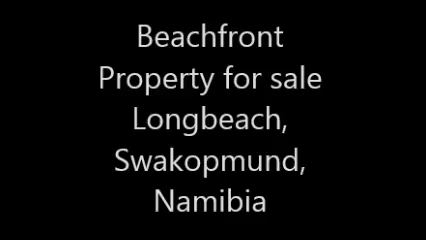 Beachfront
Property for sale
Longbeach,
Swakopmund,
Namibia